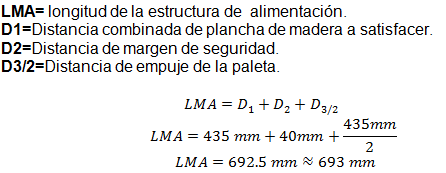 LMA= longitud de la estructura de alimentación.
D1=Distancia combinada de plancha de madera a satisfacer.
D2=Distancia de margen de seguridad.
D3/2=Distancia de empuje de la paleta.
LMA = D₁ + D₂ + D₃/₂
LMA = 435 mm + 40mm + 435mm/2
LMA = 692.5 mm ≈ 693 mm